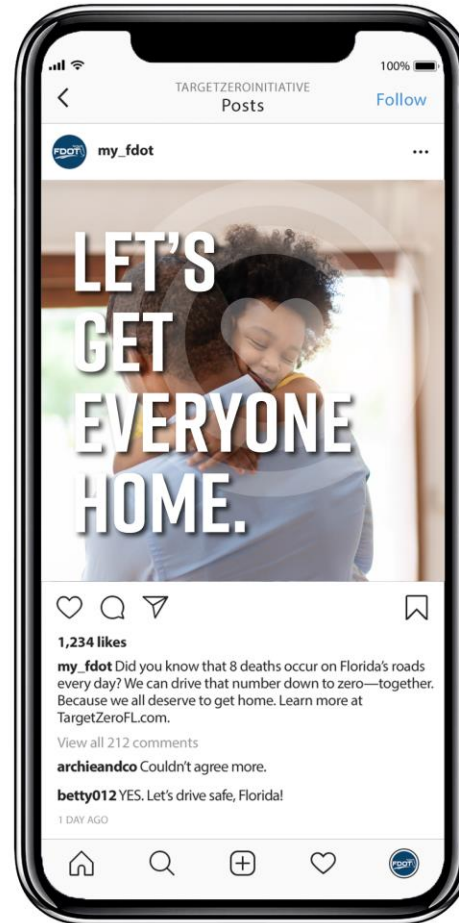 100%
TARGETZEROINITIATIVE
Posts
Follow
FDOT
my_fdot
LET'S
GET
EVERYONE
HOME.
1,234 likes
my_fdot Did you know that 8 deaths occur on Florida's roads
every day? We can drive that number down to zero—together.
Because we all deserve to get home. Learn more at
TargetZeroFL.com.
View all 212 comments
archieandco Couldn't agree more.
betty012 YES. Let's drive safe, Florida!
1 DAY AGO
FDOT